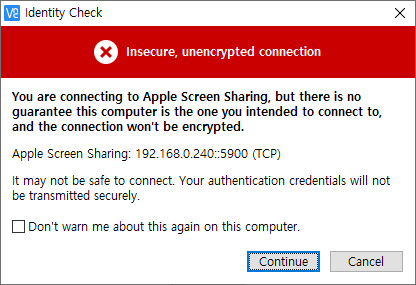 V2 Identity Check
Insecure, unencrypted connection
You are connecting to Apple Screen Sharing, but there is no
guarantee this computer is the one you intended to connect to,
and the connection won't be encrypted.
Apple Screen Sharing: 192.168.0.240::5900 (TCP)
It may not be safe to connect. Your authentication credentials will not
be transmitted securely.
Don't warn me about this again on this computer.
Continue Cancel